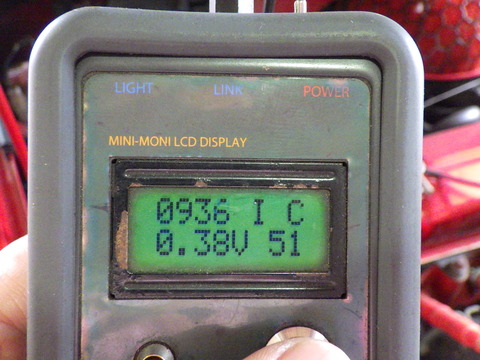 LIGHT LINK POWER
MINI-MONI LCD DISPLAY
0936 I C
0.38V 51